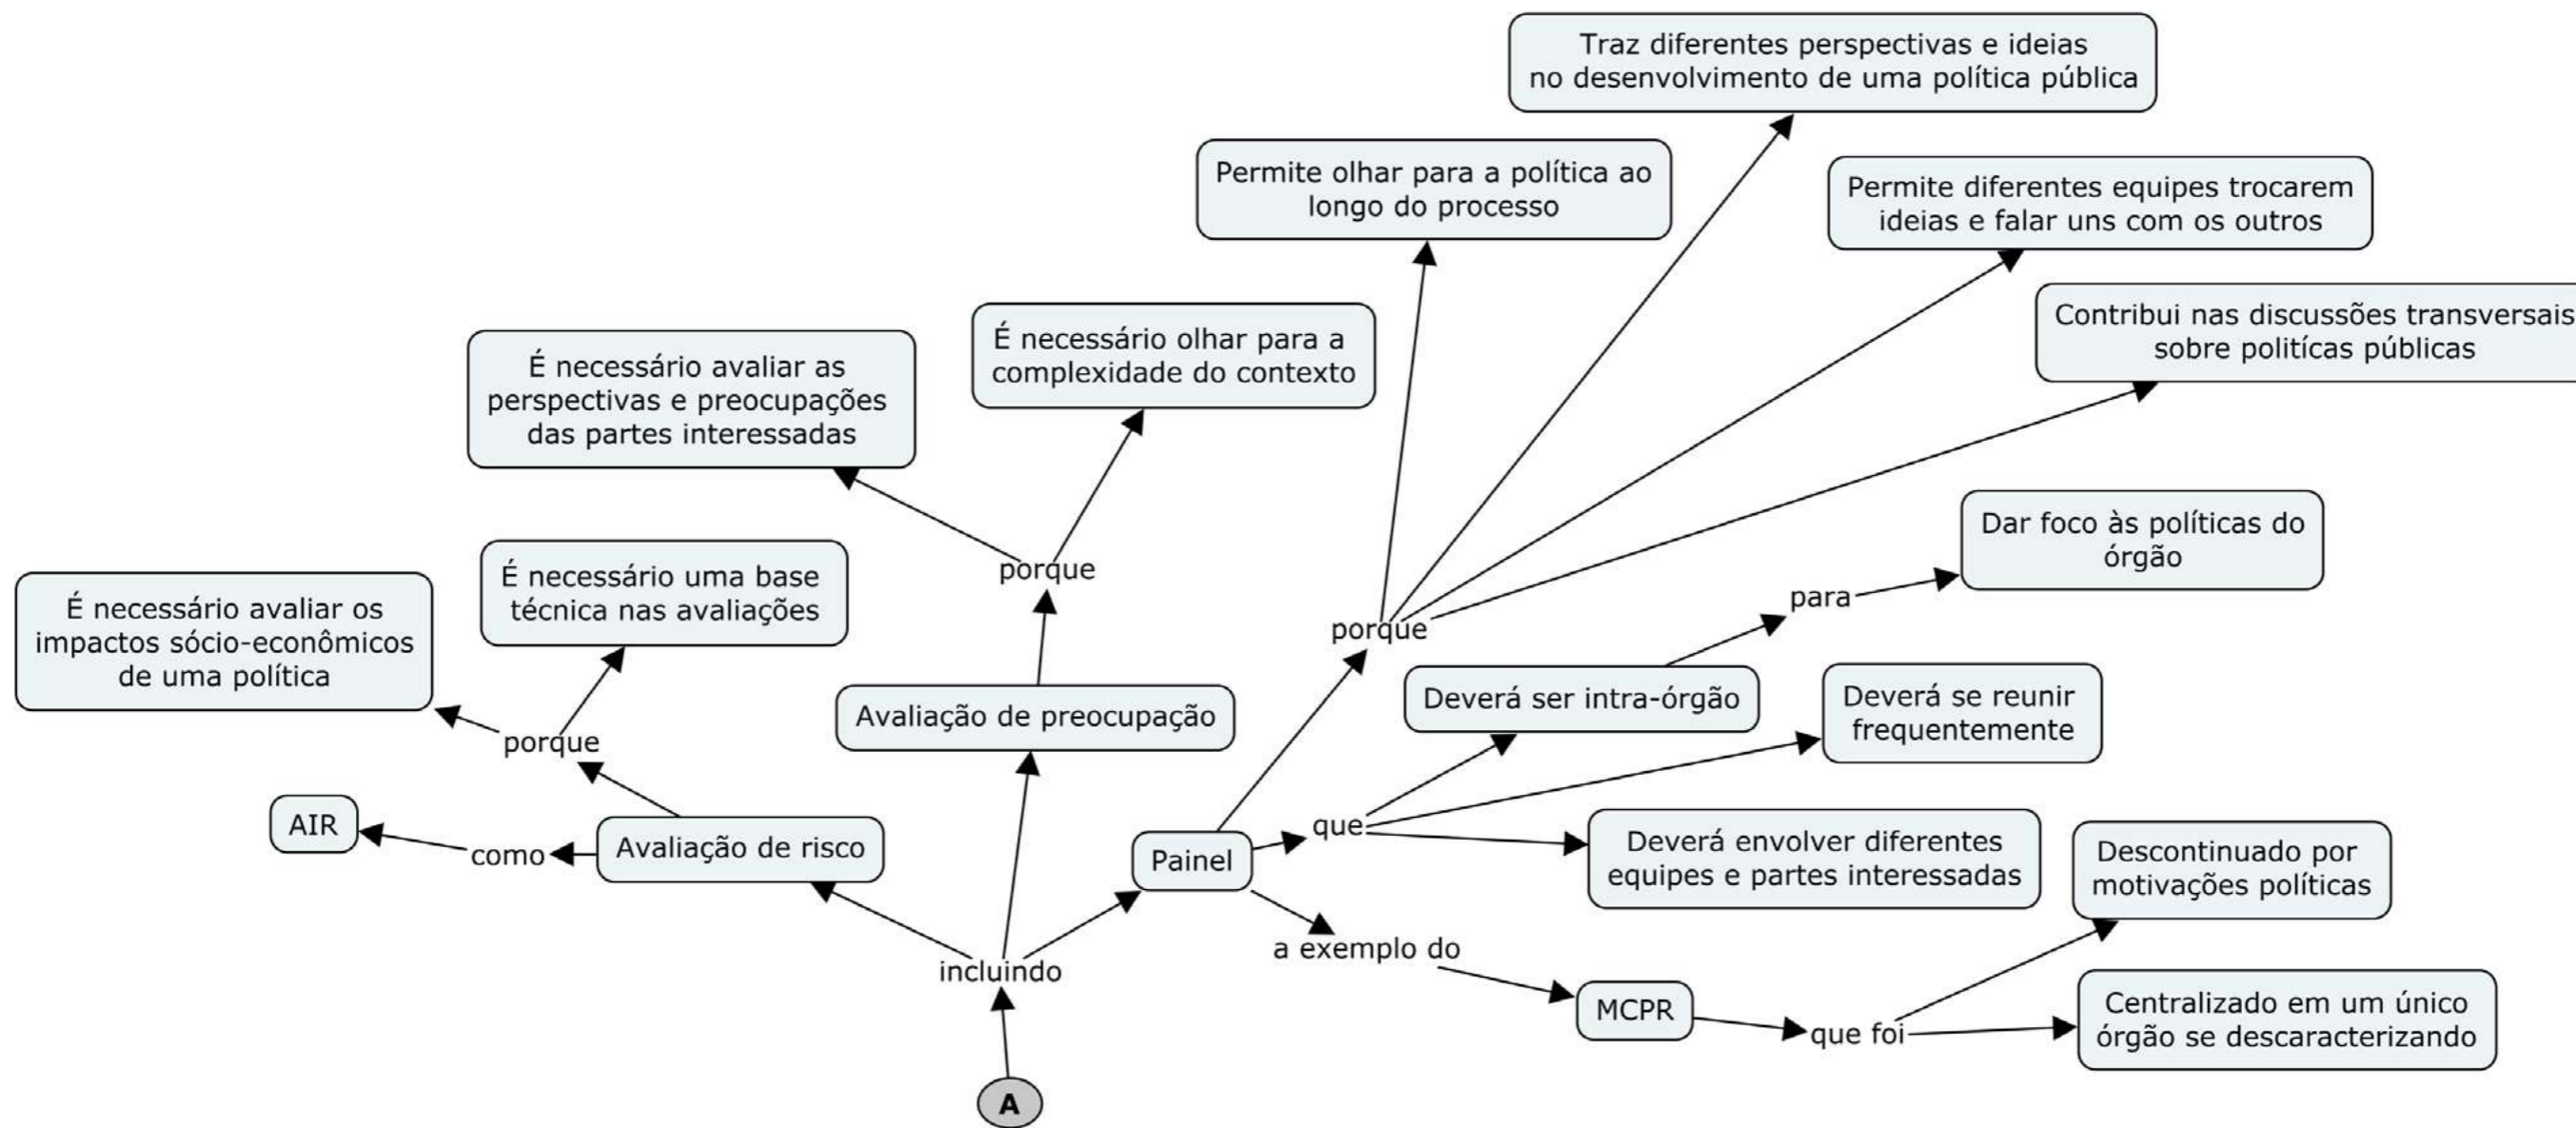 Traz diferentes perspectivas e ideias
no desenvolvimento de uma política pública
Permite olhar para a política ao
longo do processo
Permite diferentes equipes trocarem
ideias e falar uns com os outros
Contribui nas discussões transversais
sobre politícas públicas
É necessário avaliar as
perspectivas e preocupações
das partes interessadas
É necessário olhar para a
complexidade do contexto
porque
É necessário avaliar os
impactos sócio-econômicos
de uma política
É necessário uma base
técnica nas avaliações
porque
Dar foco às políticas do
órgão
para
porque
Deverá ser intra-órgão
Deverá se reunir
frequentemente
Avaliação de preocupação
AIR
como
Avaliação de risco
Painel
que
Deverá envolver diferentes
equipes e partes interessadas
Descontinuado por
motivações políticas
a exemplo do
incluindo
MCPR
que foi
Centralizado em um único
órgão se descaracterizando
A